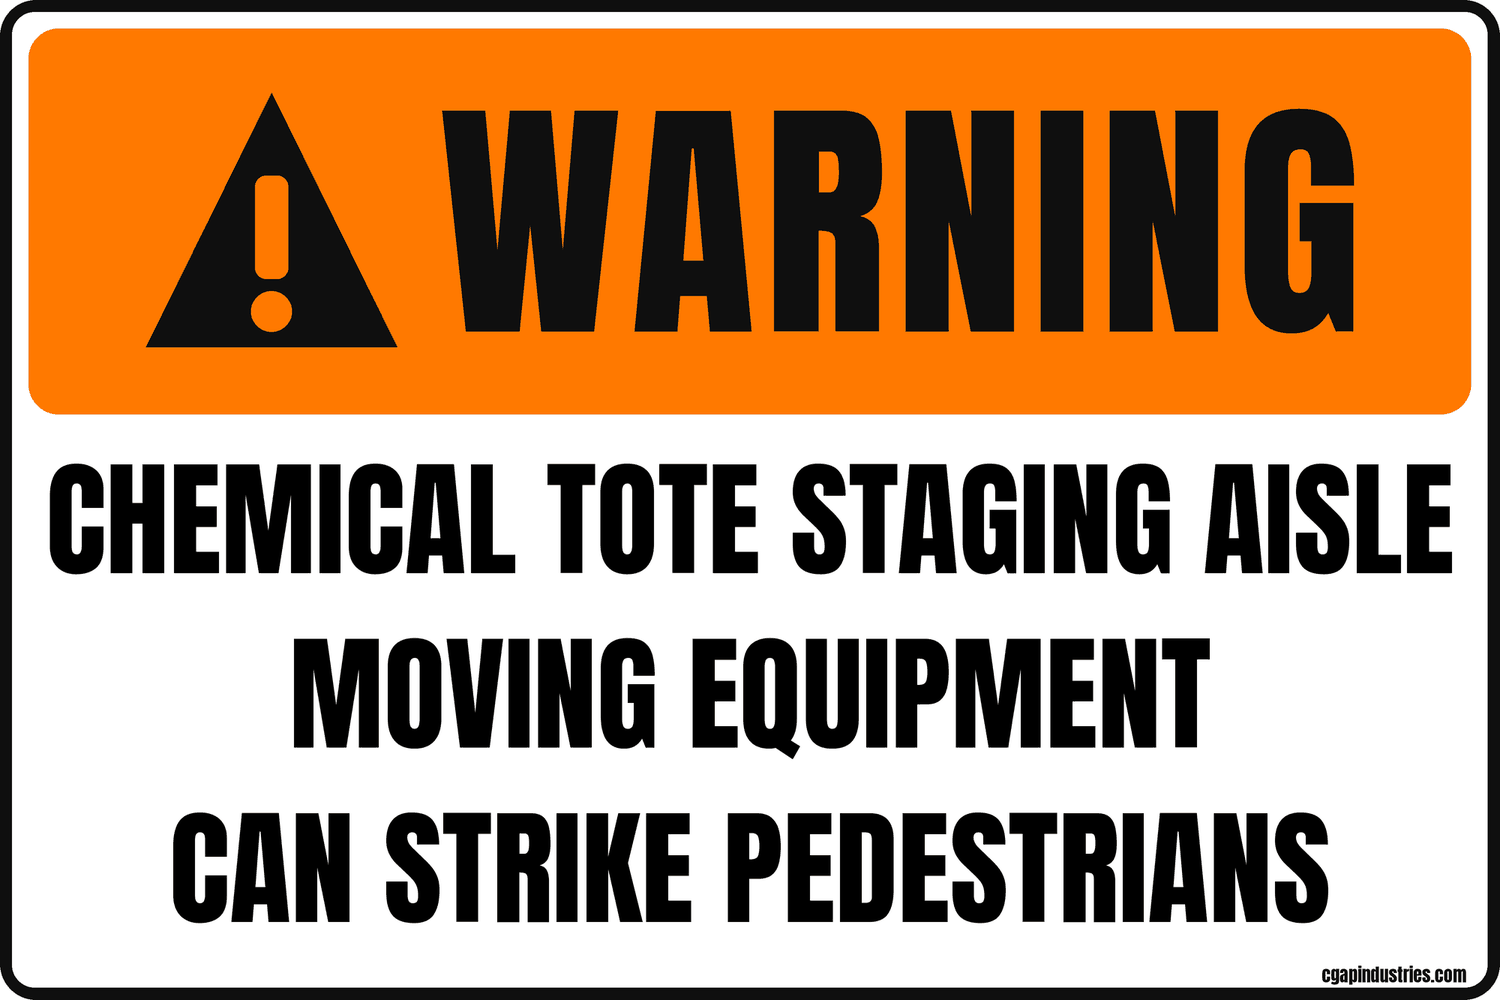 WARNING
CHEMICAL TOTE STAGING AISLE
MOVING EQUIPMENT
CAN STRIKE PEDESTRIANS
cgapindustries.com